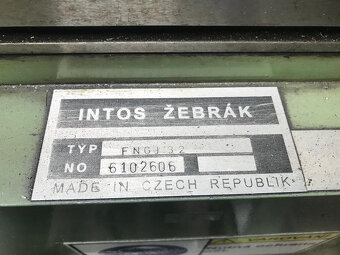 INTOS ŽEBRÁK
TYP FNGJ 32
NO 6102606
MADE IN CZECH REPUBLIK